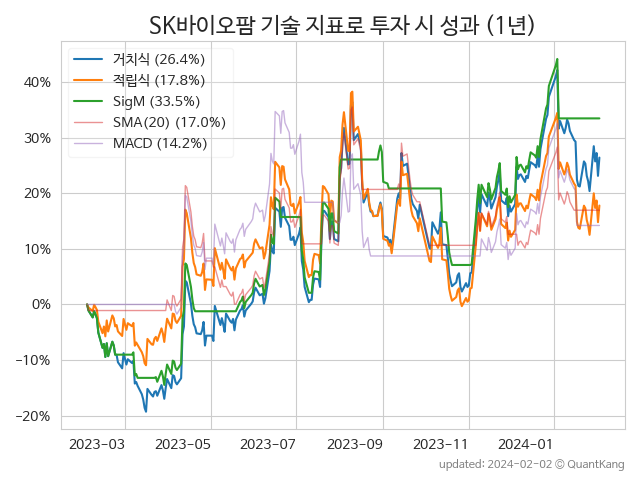 SK바이오팜 기술 지표로 투자 시 성과 (1년)
거치식 (26.4%)
적립식 (17.8%)
SigM (33.5%)
SMA(20) (17.0%)
MACD (14.2%)
40%
30%
20%
10%
0%
−10%
−20%
2023-03 2023-05 2023-07 2023-09 2023-11 2024-01
updated: 2024-02-02 © QuantKang